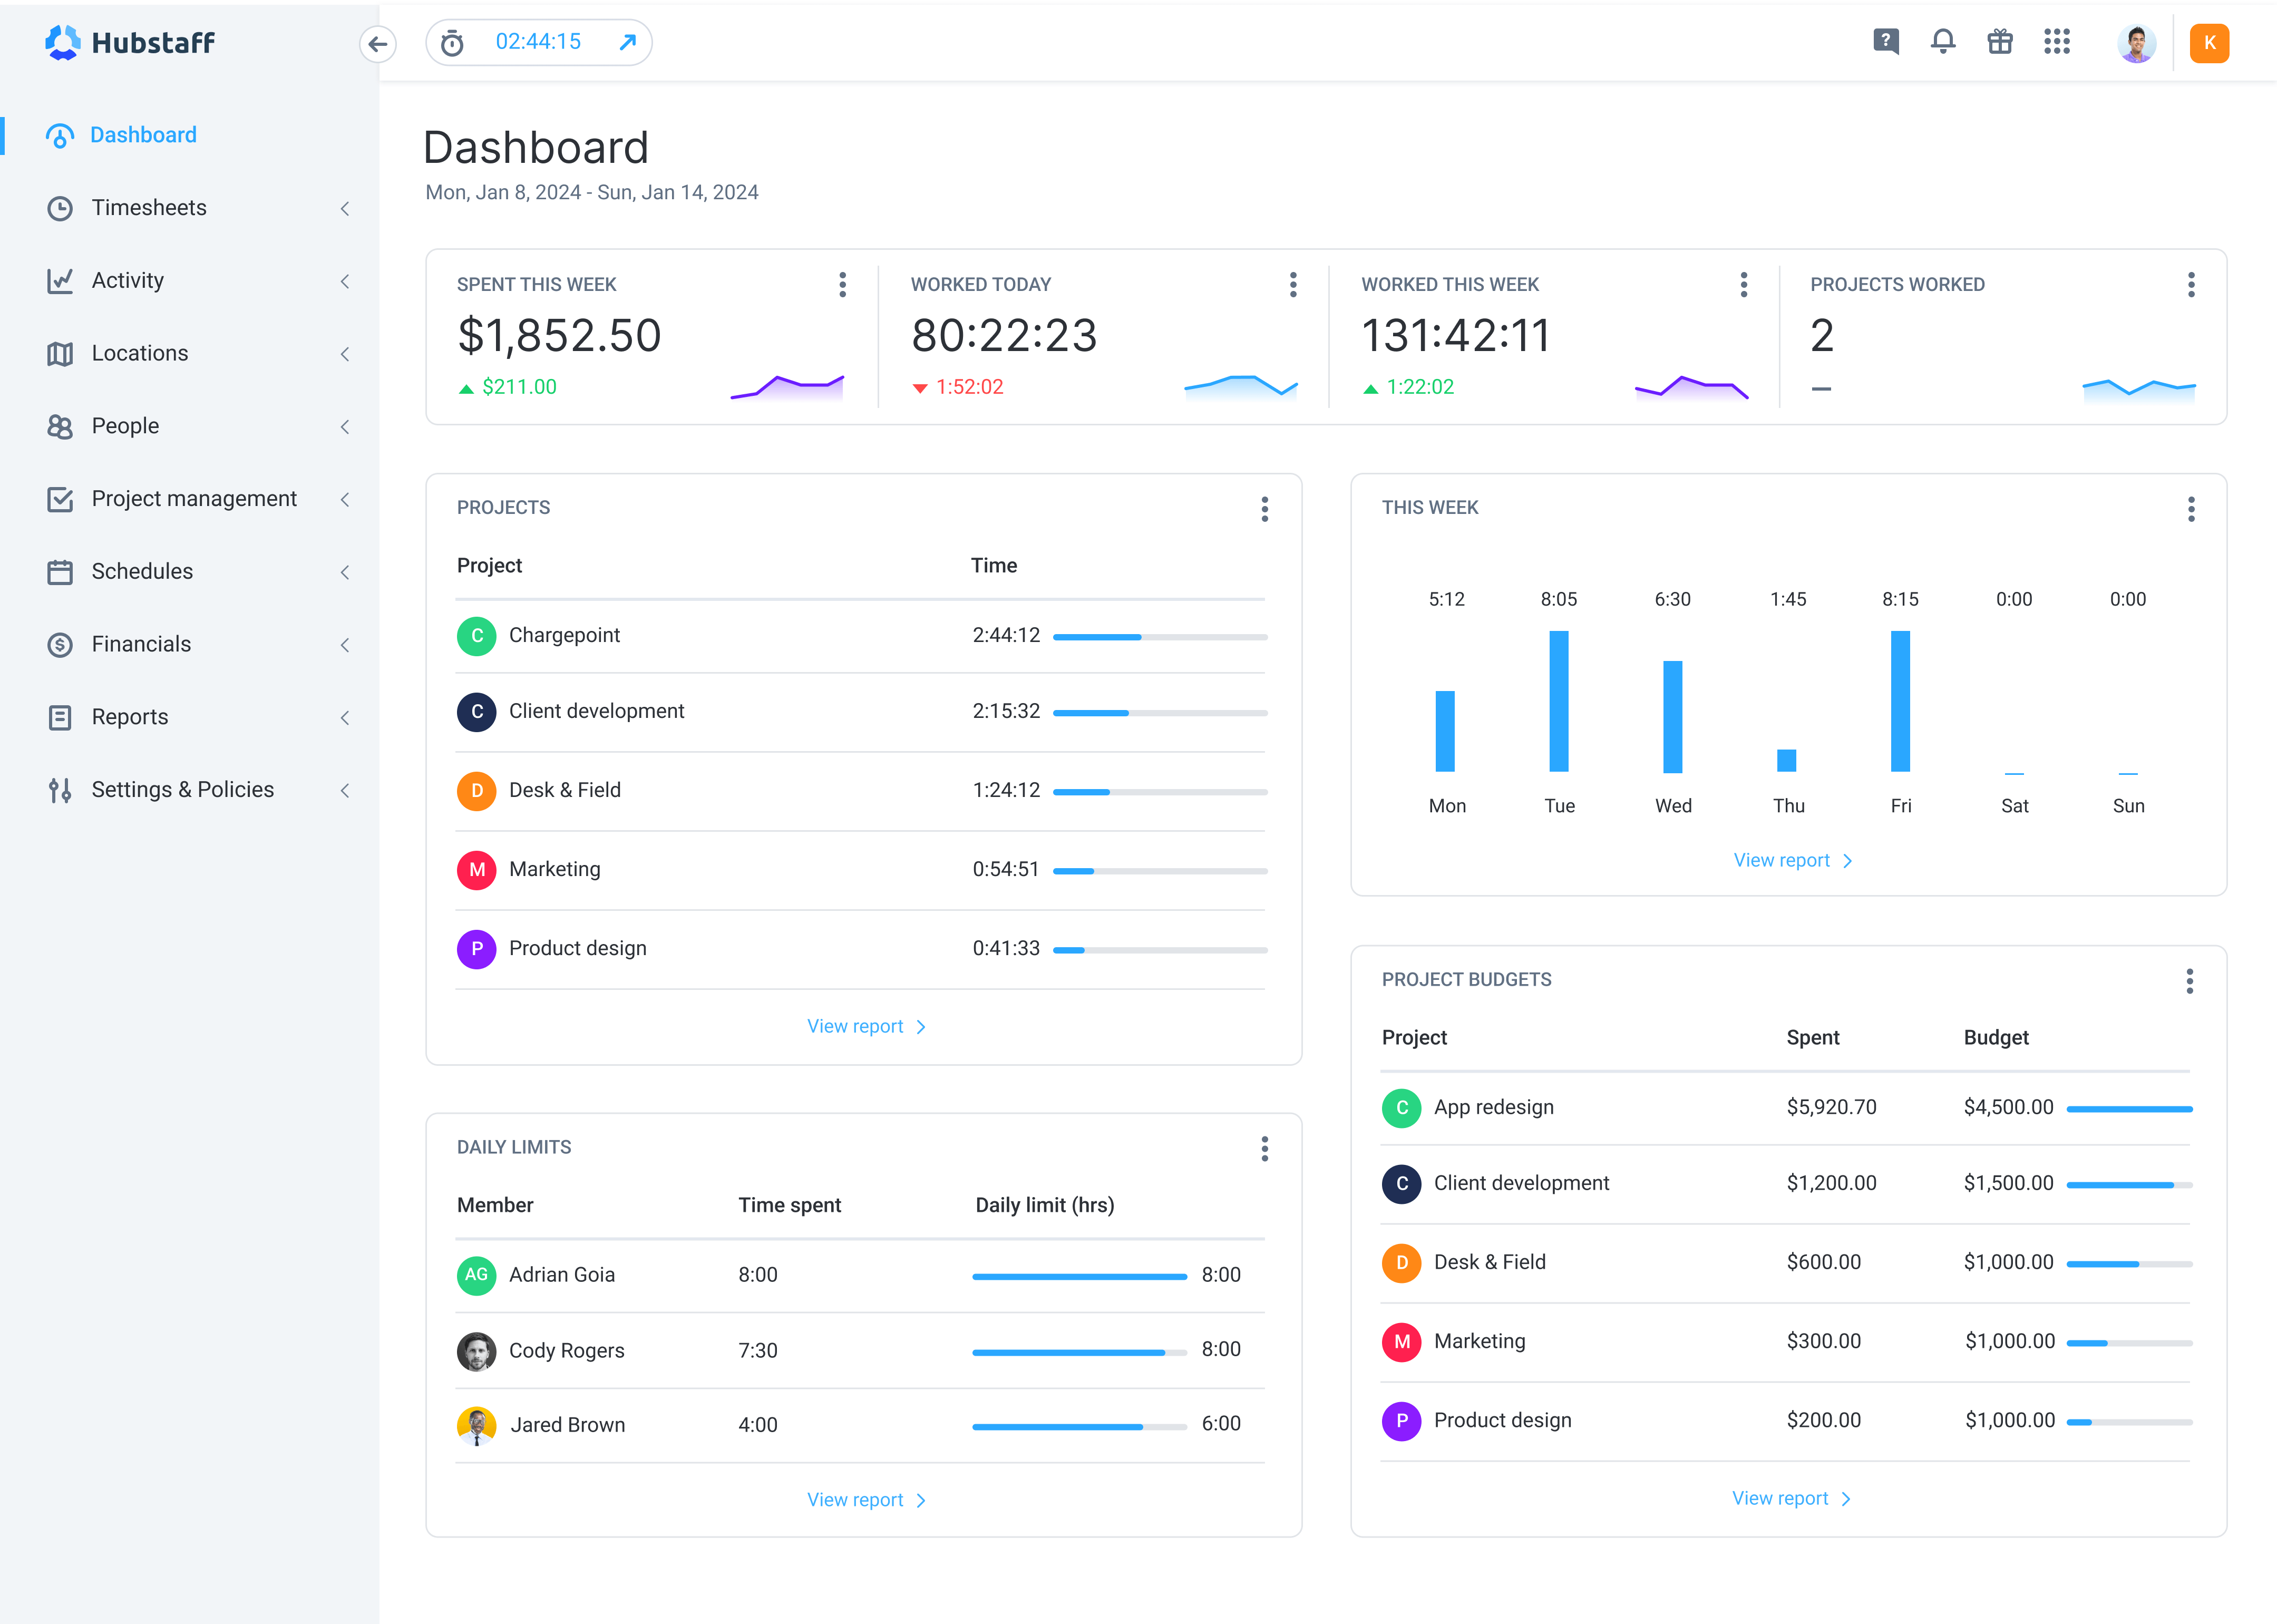 Hubstaff
02:44:15
?
K
Dashboard
Timesheets
Activity
Locations
People
Project management
Schedules
$
Financials
Reports
Settings & Policies
Dashboard
Mon, Jan 8, 2024 - Sun, Jan 14, 2024
SPENT THIS WEEK
$1,852.50
$211.00
WORKED TODAY
80:22:23
1:52:02
WORKED THIS WEEK
131:42:11
1:22:02
PROJECTS WORKED
2
–
PROJECTS
Project Time
C Chargepoint 2:44:12
C Client development 2:15:32
D Desk & Field 1:24:12
M Marketing 0:54:51
P Product design 0:41:33
View report
THIS WEEK
5:12 8:05 6:30 1:45 8:15 0:00 0:00
Mon Tue Wed Thu Fri Sat Sun
View report
DAILY LIMITS
Member Time spent Daily limit (hrs)
AG Adrian Goia 8:00 8:00
Cody Rogers 7:30 8:00
Jared Brown 4:00 6:00
View report
PROJECT BUDGETS
Project Spent Budget
C App redesign $5,920.70 $4,500.00
C Client development $1,200.00 $1,500.00
D Desk & Field $600.00 $1,000.00
M Marketing $300.00 $1,000.00
P Product design $200.00 $1,000.00
View report